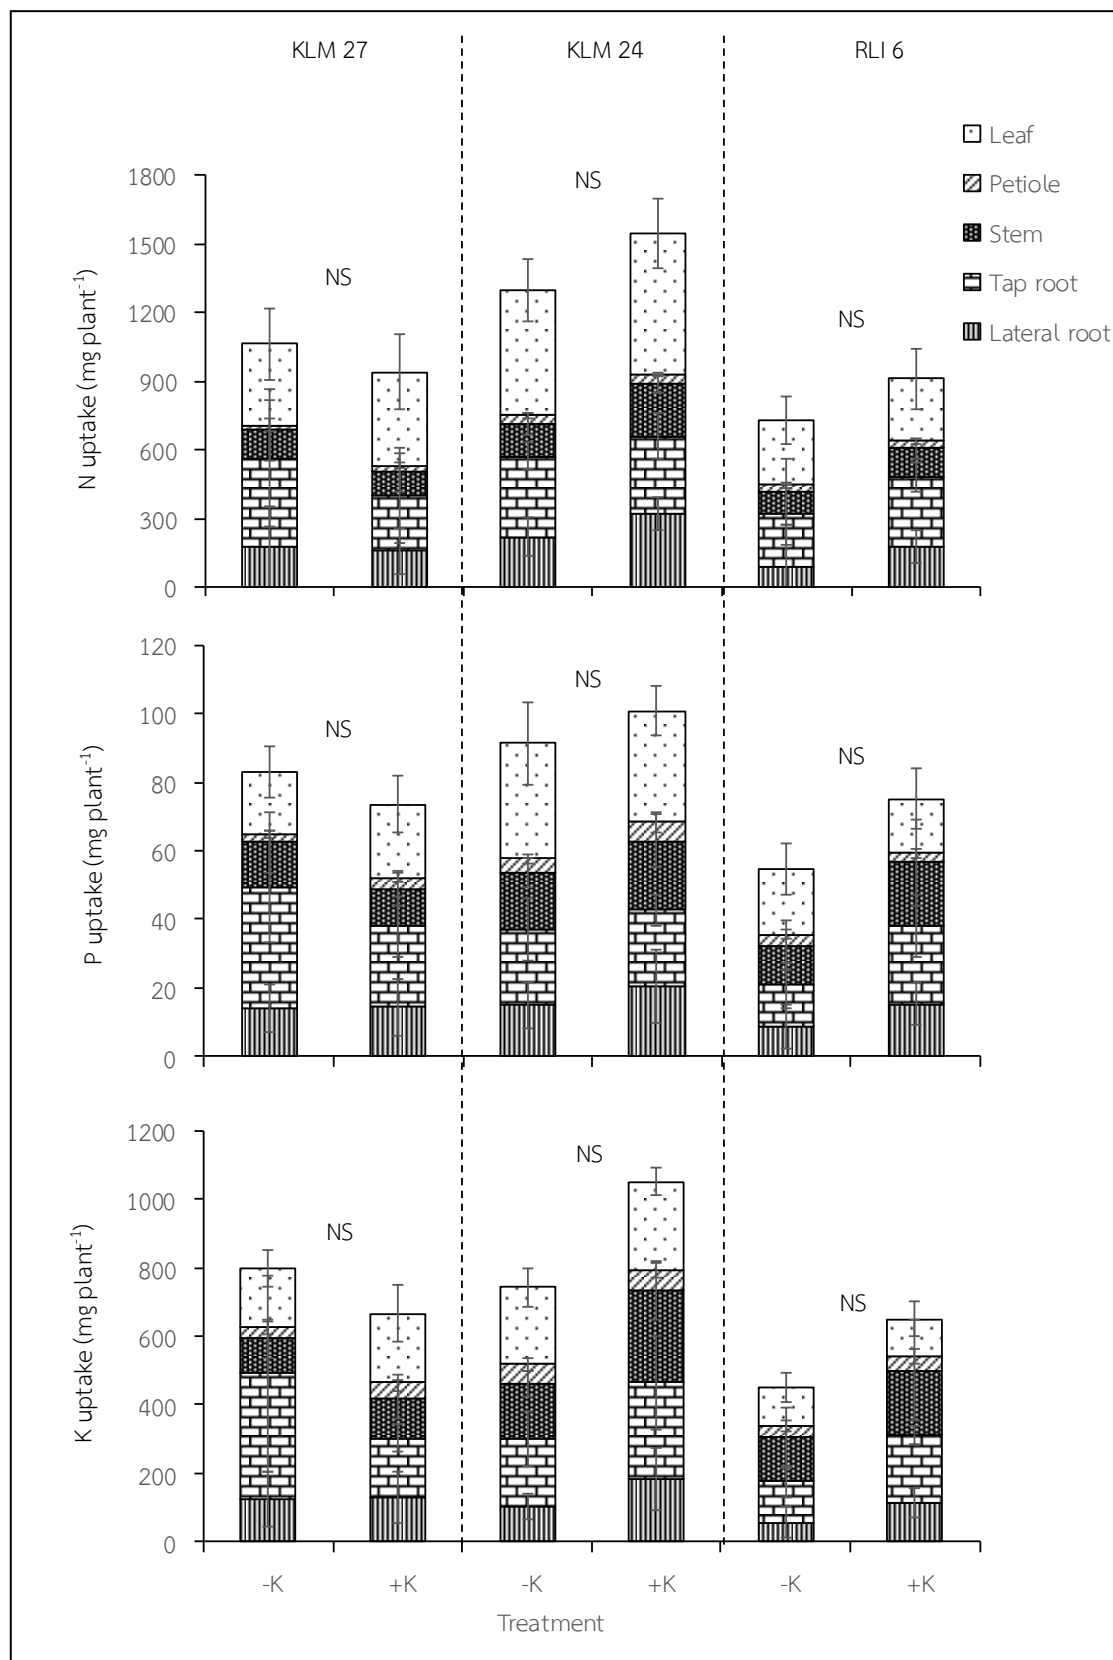 KLM 27 KLM 24 RLI 6
Leaf
Petiole
Stem
Tap root
Lateral root
N uptake (mg plant⁻¹)
1800
1500
1200
900
600
300
0
NS
NS
NS
P uptake (mg plant⁻¹)
120
100
80
60
40
20
0
NS
NS
NS
K uptake (mg plant⁻¹)
1200
1000
800
600
400
200
0
NS
NS
NS
-K +K -K +K -K +K
Treatment